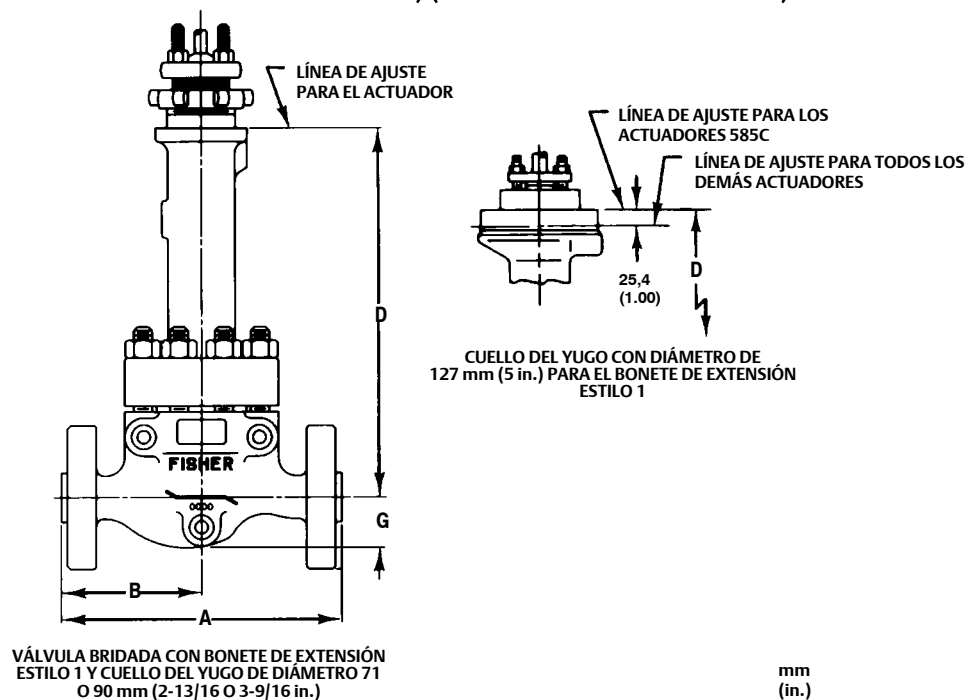 LÍNEA DE AJUSTE
PARA EL ACTUADOR
LÍNEA DE AJUSTE PARA LOS
ACTUADORES 585C
LÍNEA DE AJUSTE PARA TODOS LOS
DEMÁS ACTUADORES
D
25,4
(1.00)
D
CUELLO DEL YUGO CON DIÁMETRO DE
127 mm (5 in.) PARA EL BONETE DE EXTENSIÓN
ESTILO 1
FISHER
G
B
A
VÁLVULA BRIDADA CON BONETE DE EXTENSIÓN
ESTILO 1 Y CUELLO DEL YUGO DE DIÁMETRO 71
O 90 mm (2-13/16 O 3-9/16 in.)
mm
(in.)